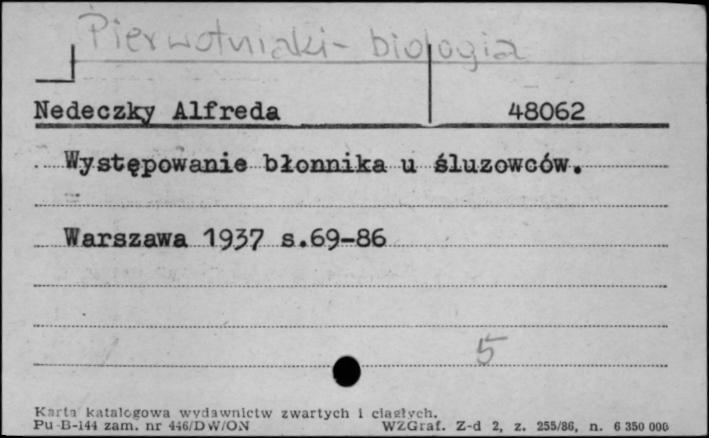 Pierwotniaki - biologia
Nedeczky Alfreda 48062
Występowanie błonnika u śluzowców.
Warszawa 1937 s.69-86
5
Karta katalogowa wydawnictw zwartych i ciągłych.
Pu-B-144 zam. nr 446/DW/ON WZGraf. Z-d 2, z. 255/86, n. 6 350 000